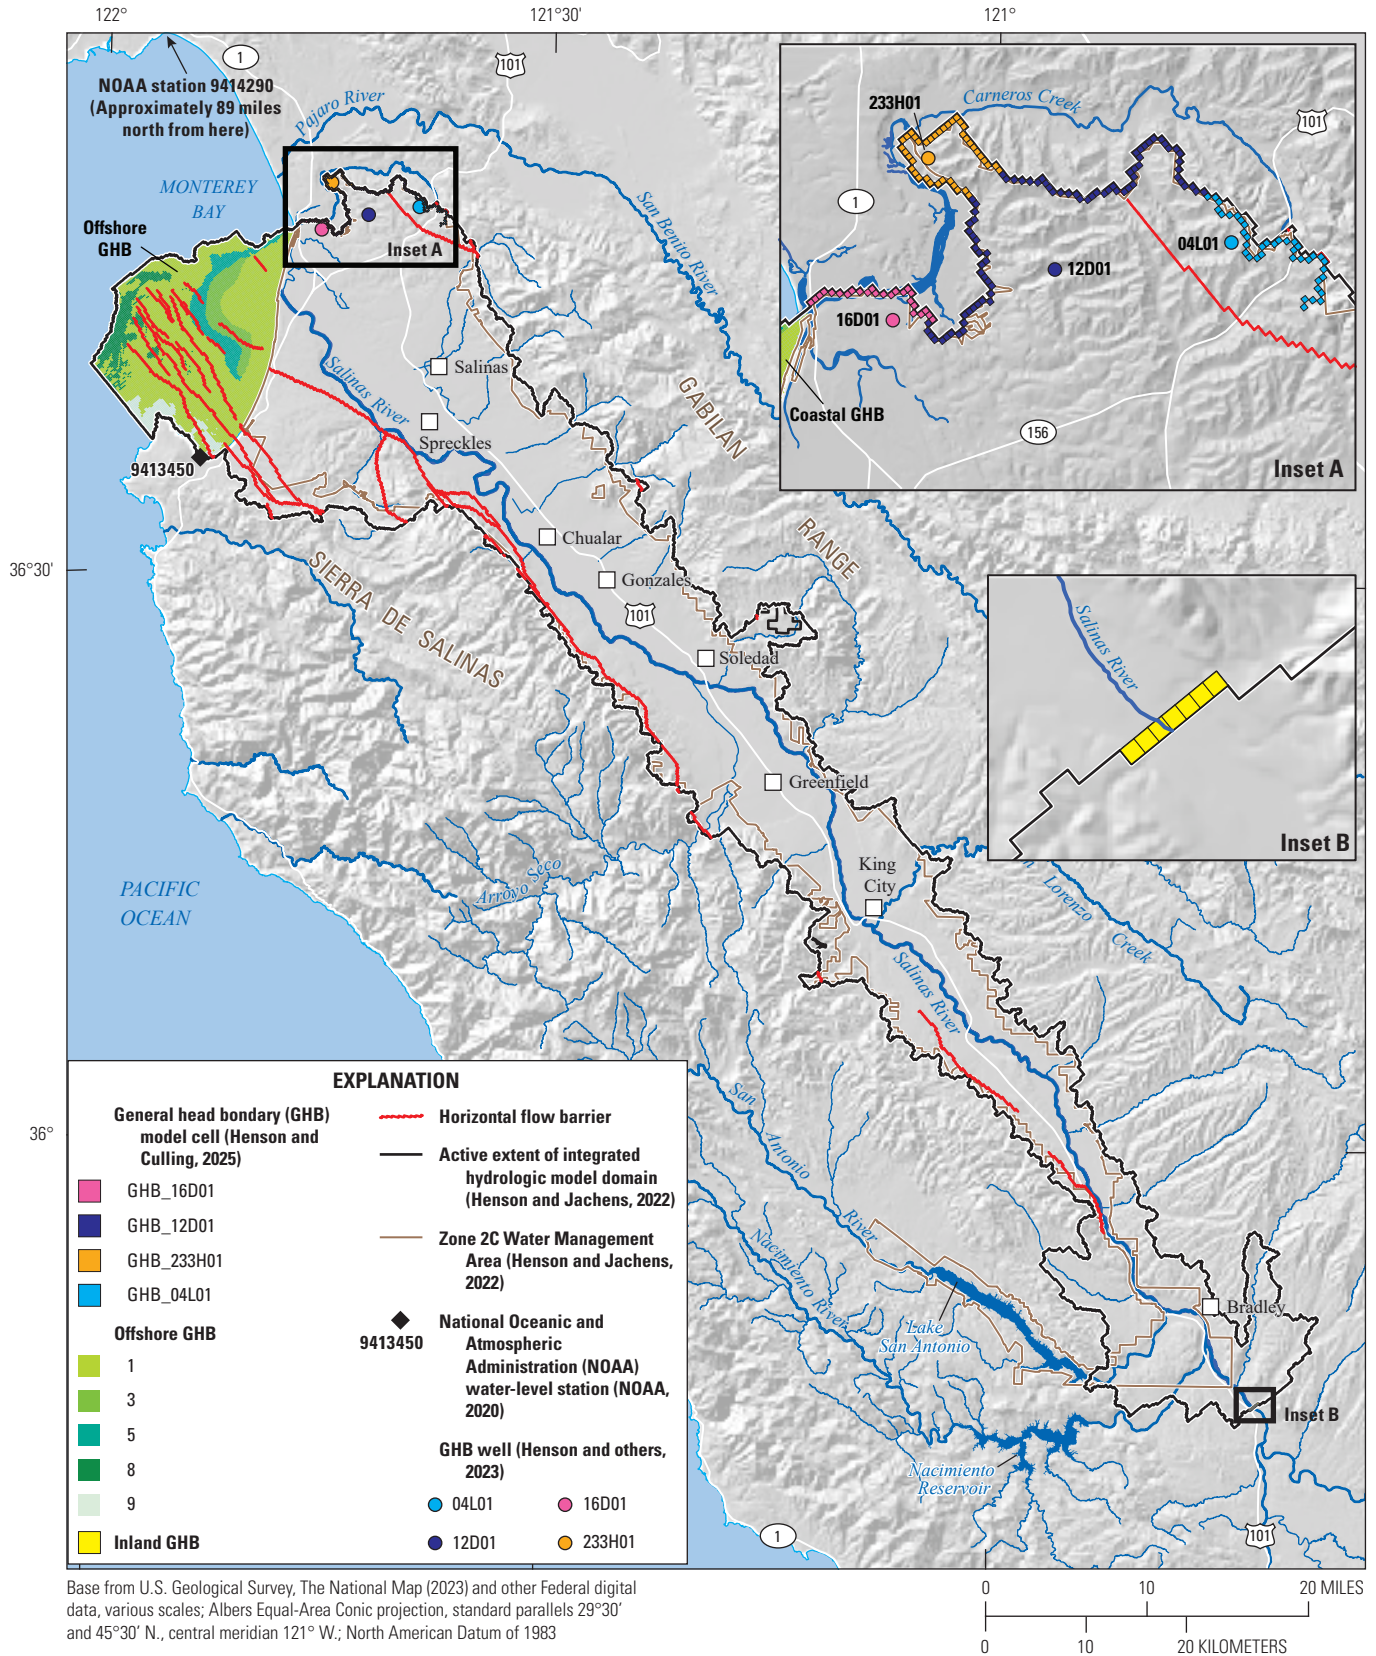 122°
121°30'
121°
1
101
NOAA station 9414290
(Approximately 89 miles
north from here)
Pajaro River
MONTEREY
BAY
Offshore
GHB
Inset A
San Benito River
Salinas
Salinas River
Spreckles
GABILAN
RANGE
9413450
Chualar
Gonzales
101
36°30'
SIERRA DE SALINAS
Soledad
Greenfield
King
City
Arroyo Seco
PACIFIC
OCEAN
Salinas River
Lorenzo
Creek
36°
San
Antonio
River
Nacimiento River
Lake
San Antonio
Bradley
Inset B
Nacimiento
Reservoir
1
101
233H01
Carneros Creek
101
1
04L01
12D01
16D01
Coastal GHB
156
Inset A
Salinas River
Inset B
EXPLANATION
General head bondary (GHB)
model cell (Henson and
Culling, 2025)
GHB_16D01
GHB_12D01
GHB_233H01
GHB_04L01
Offshore GHB
1
3
5
8
9
Inland GHB
Horizontal flow barrier
Active extent of integrated
hydrologic model domain
(Henson and Jachens, 2022)
Zone 2C Water Management
Area (Henson and Jachens,
2022)
9413450
National Oceanic and
Atmospheric
Administration (NOAA)
water-level station (NOAA,
2020)
GHB well (Henson and others,
2023)
04L01
16D01
12D01
233H01
Base from U.S. Geological Survey, The National Map (2023) and other Federal digital
data, various scales; Albers Equal-Area Conic projection, standard parallels 29°30′
and 45°30′ N., central meridian 121° W.; North American Datum of 1983
0 10 20 MILES
0 10 20 KILOMETERS